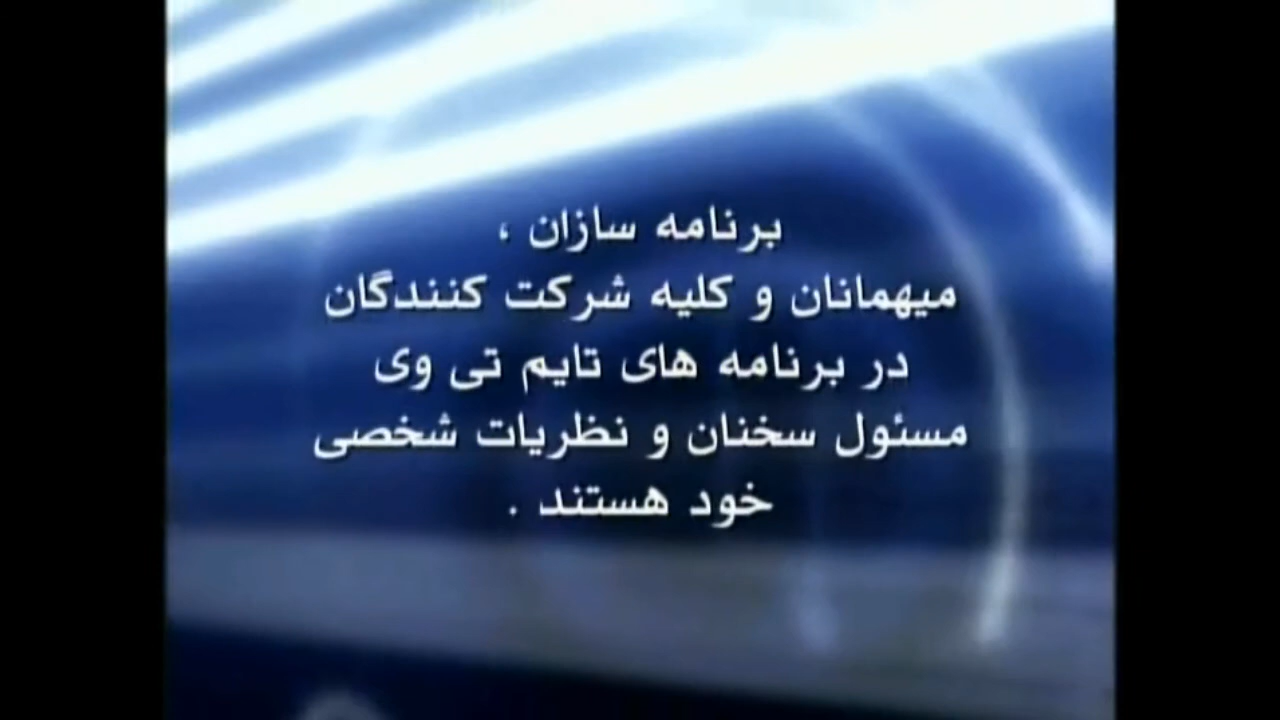 برنامه سازان ،
میهمانان و کلیه شرکت کنندگان
در برنامه های تایم تی وی
مسئول سخنان و نظریات شخصی
خود هستند .